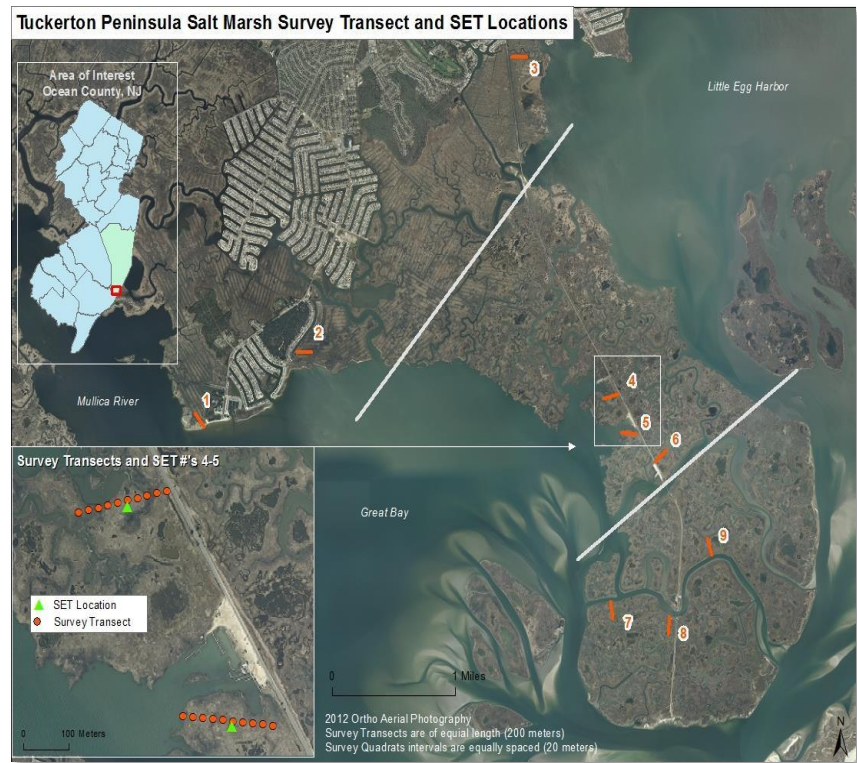 Tuckerton Peninsula Salt Marsh Survey Transect and SET Locations
Area of Interest
Ocean County, NJ
3
Little Egg Harbor
2
1
Mullica River
4
5
6
Survey Transects and SET #'s 4-5
Great Bay
9
SET Location
Survey Transect
7
8
0
1 Miles
0
100 Meters
2012 Ortho Aerial Photography
Survey Transects are of equial length (200 meters)
Survey Quadrats intervals are equally spaced (20 meters)
N